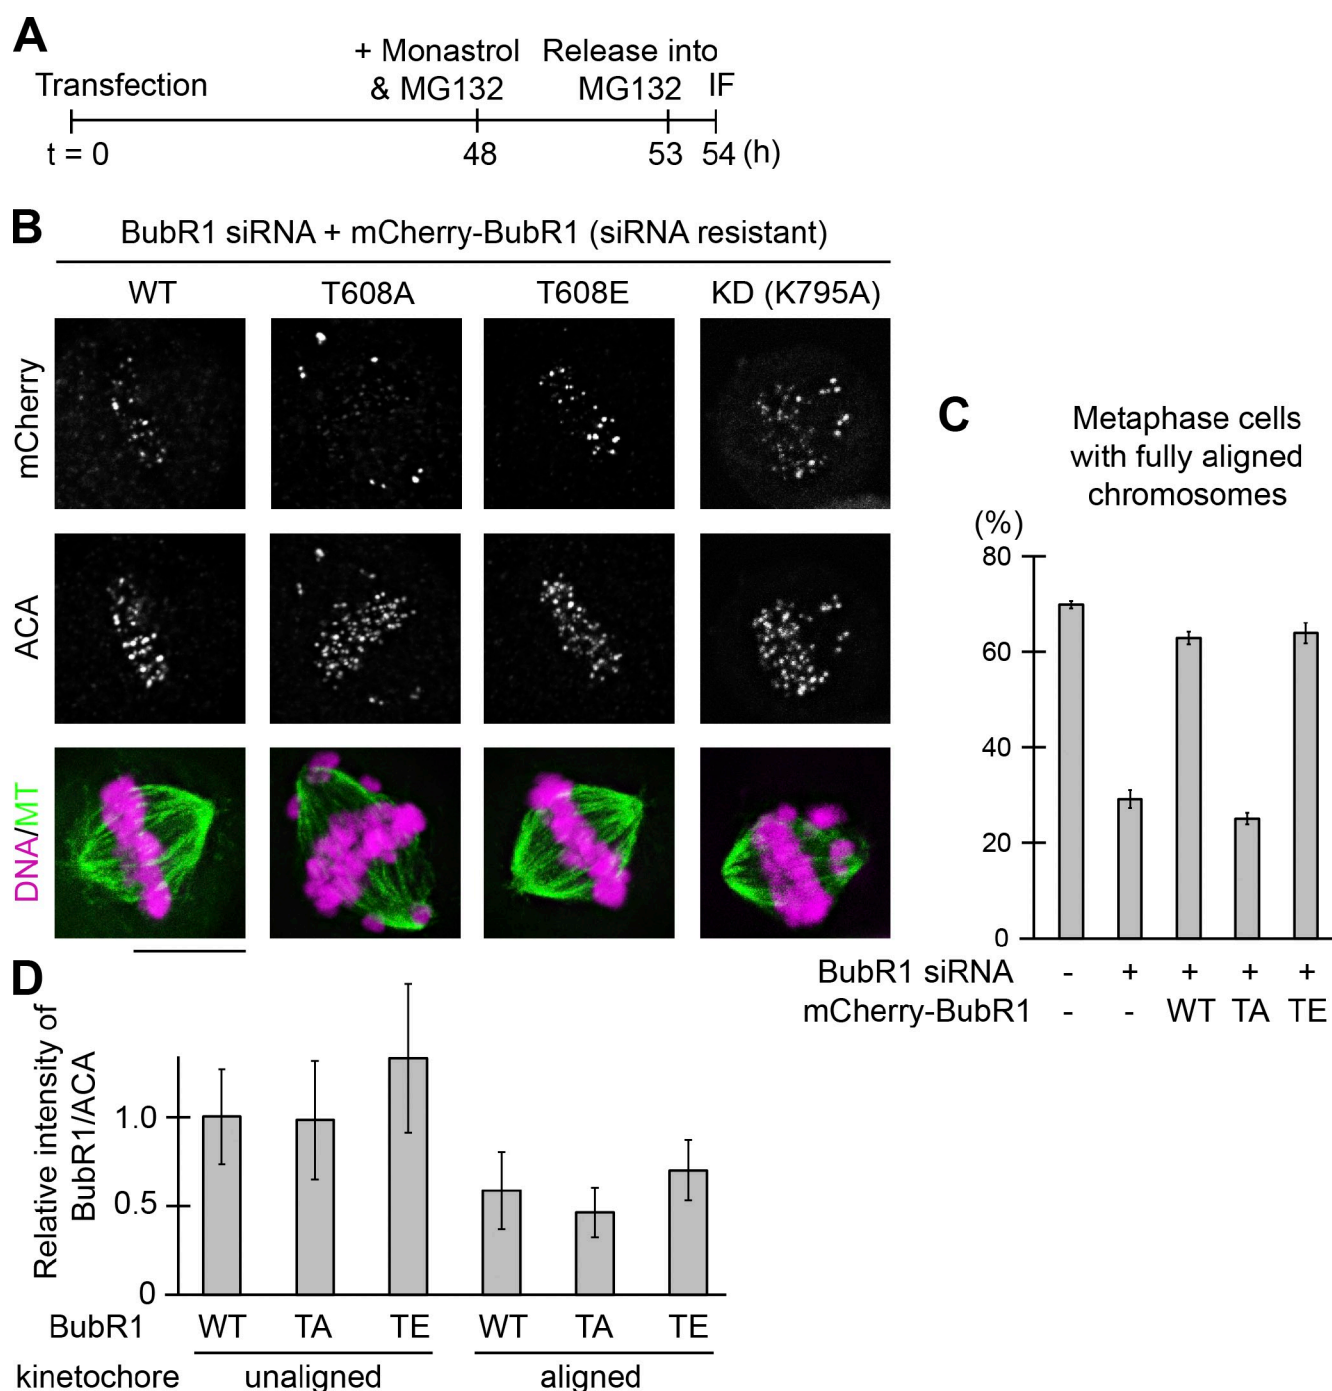 A
+ Monastrol
& MG132
Release into
MG132
IF
Transfection
t = 0
48
53
54 (h)
B
BubR1 siRNA + mCherry-BubR1 (siRNA resistant)
WT
T608A
T608E
KD (K795A)
mCherry
ACA
DNA/MT
C
Metaphase cells
with fully aligned
chromosomes
(%)
80
60
40
20
0
BubR1 siRNA - + + + +
mCherry-BubR1 - - WT TA TE
D
Relative intensity of
BubR1/ACA
1.0
0.5
0
BubR1 WT TA TE WT TA TE
kinetochore unaligned aligned